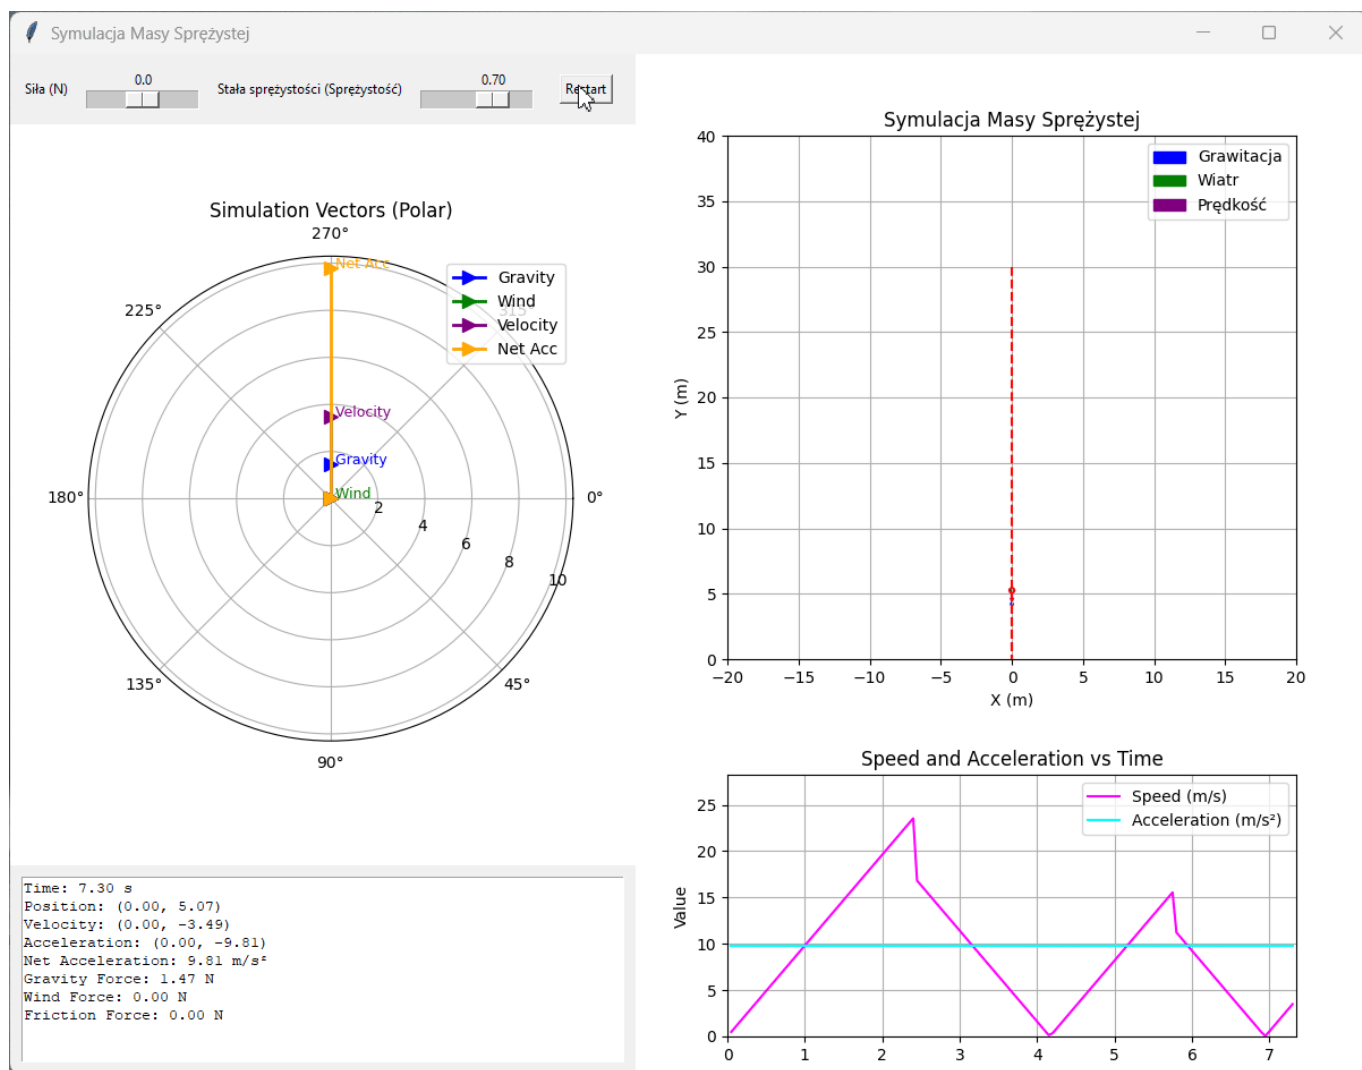 Symulacja Masy Sprężystej
Siła (N)
0.0
Stała sprężystości (Sprężystość)
0.70
Restart
Simulation Vectors (Polar)
270°
225°
315°
180°
0°
135°
45°
90°
Net Acc
Velocity
Gravity
Wind
2
4
6
8
10
Gravity
Wind
Velocity
Net Acc
Time: 7.30 s
Position: (0.00, 5.07)
Velocity: (0.00, -3.49)
Acceleration: (0.00, -9.81)
Net Acceleration: 9.81 m/s²
Gravity Force: 1.47 N
Wind Force: 0.00 N
Friction Force: 0.00 N
Symulacja Masy Sprężystej
Grawitacja
Wiatr
Prędkość
Y (m)
40
35
30
25
20
15
10
5
0
−20 −15 −10 −5 0 5 10 15 20
X (m)
Speed and Acceleration vs Time
Speed (m/s)
Acceleration (m/s²)
Value
25
20
15
10
5
0
0 1 2 3 4 5 6 7